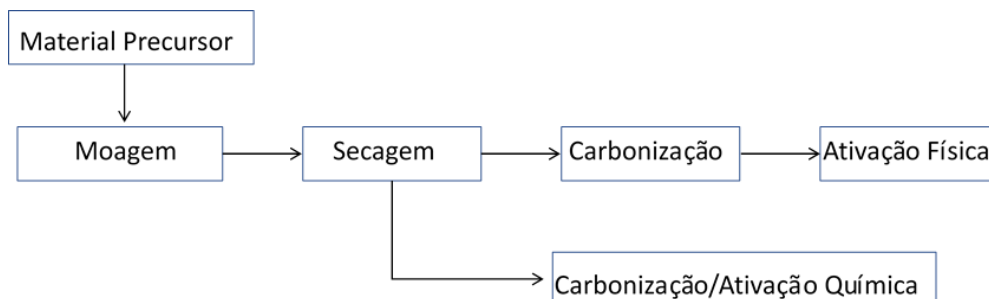 Material Precursor
Moagem
Secagem
Carbonização
Ativação Física
Carbonização/Ativação Química